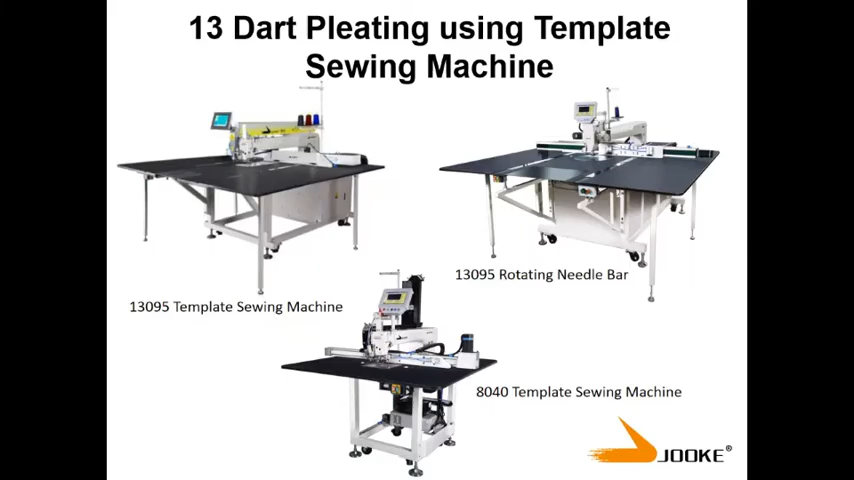 13 Dart Pleating using Template
Sewing Machine
13095 Rotating Needle Bar
13095 Template Sewing Machine
8040 Template Sewing Machine
JOOKE®